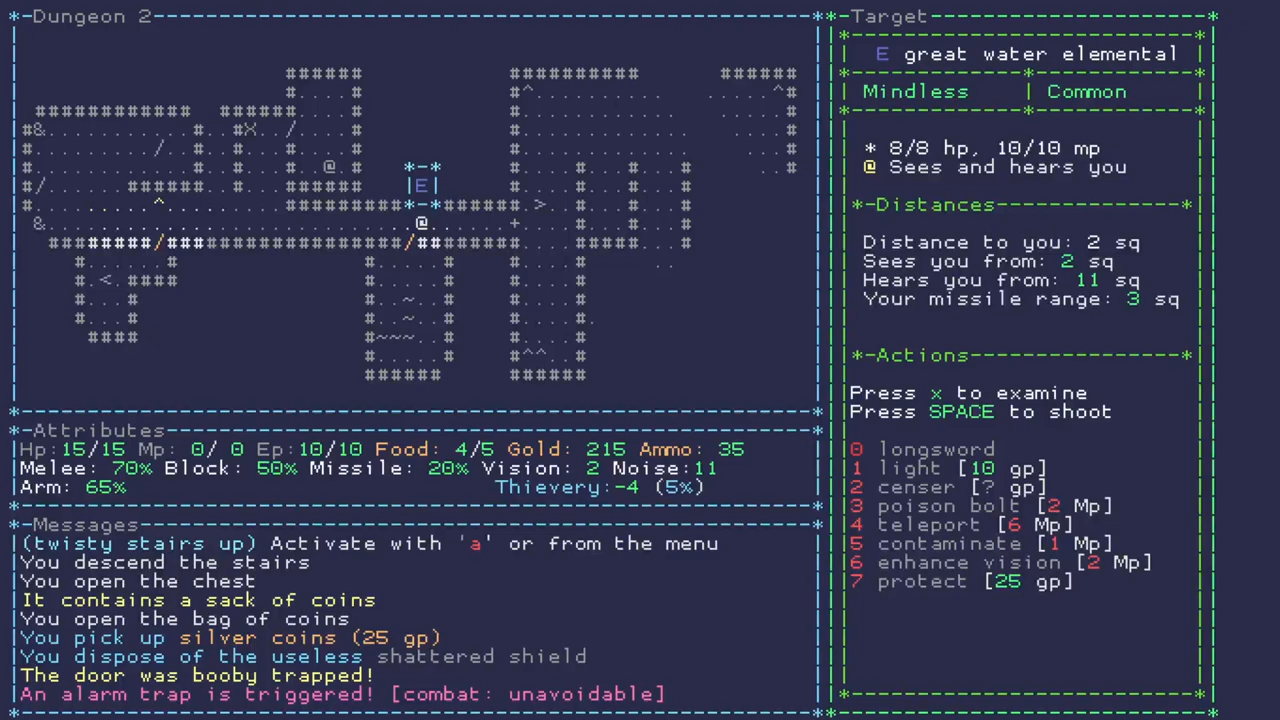 Dungeon 2
Target
E great water elemental
Mindless | Common
* 8/8 hp, 10/10 mp
@ Sees and hears you
Distances
Distance to you: 2 sq
Sees you from: 2 sq
Hears you from: 11 sq
Your missile range: 3 sq
Actions
Press x to examine
Press SPACE to shoot
0 longsword
1 light [10 gp]
2 censer [? gp]
3 poison bolt [2 Mp]
4 teleport [6 Mp]
5 contaminate [1 Mp]
6 enhance vision [2 Mp]
7 protect [25 gp]
Attributes
Hp:15/15 Mp: 0/ 0 Ep:10/10 Food: 4/5 Gold: 215 Ammo: 35
Melee: 70% Block: 50% Missile: 20% Vision: 2 Noise:11
Arm: 65% Thievery:-4 (5%)
Messages
(twisty stairs up) Activate with 'a' or from the menu
You descend the stairs
You open the chest
It contains a sack of coins
You open the bag of coins
You pick up silver coins (25 gp)
You dispose of the useless shattered shield
The door was booby trapped!
An alarm trap is triggered! [combat: unavoidable]